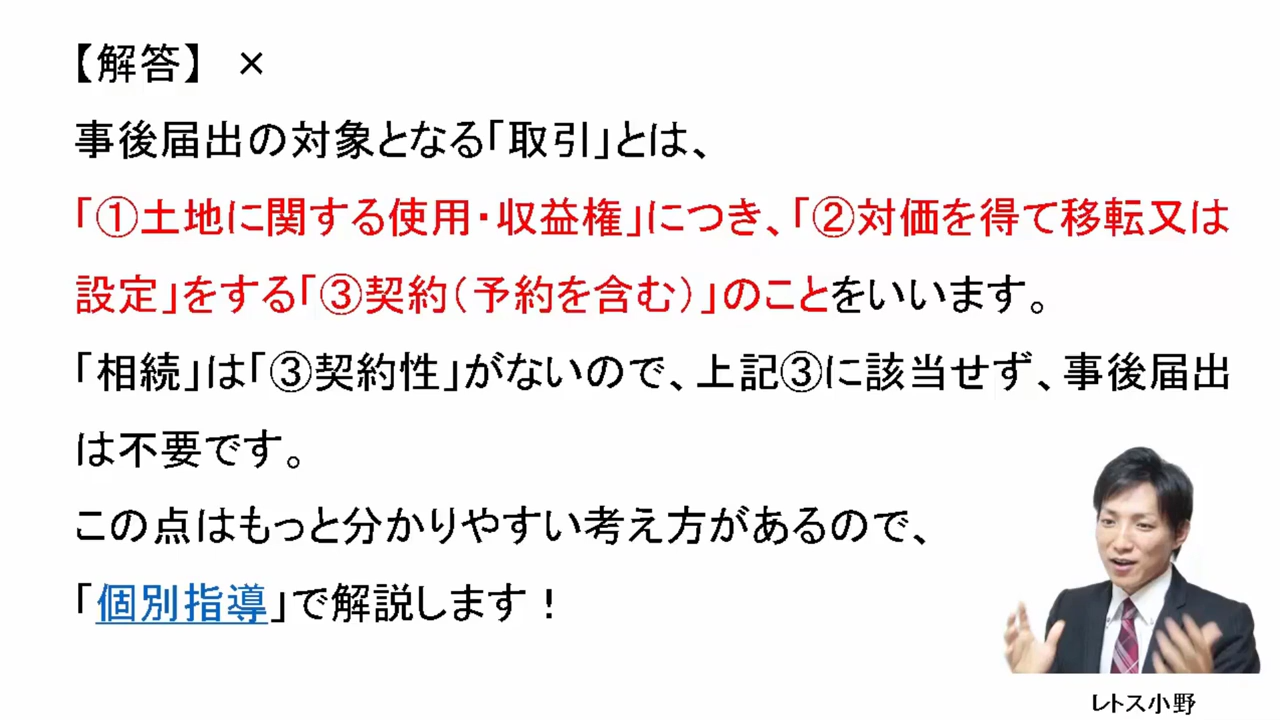 【解答】　×
事後届出の対象となる「取引」とは、
「①土地に関する使用・収益権」につき、「②対価を得て移転又は
設定」をする「③契約（予約を含む）」のことをいいます。
「相続」は「③契約性」がないので、上記③に該当せず、事後届出
は不要です。
この点はもっと分かりやすい考え方があるので、
「個別指導」で解説します！
レトス小野